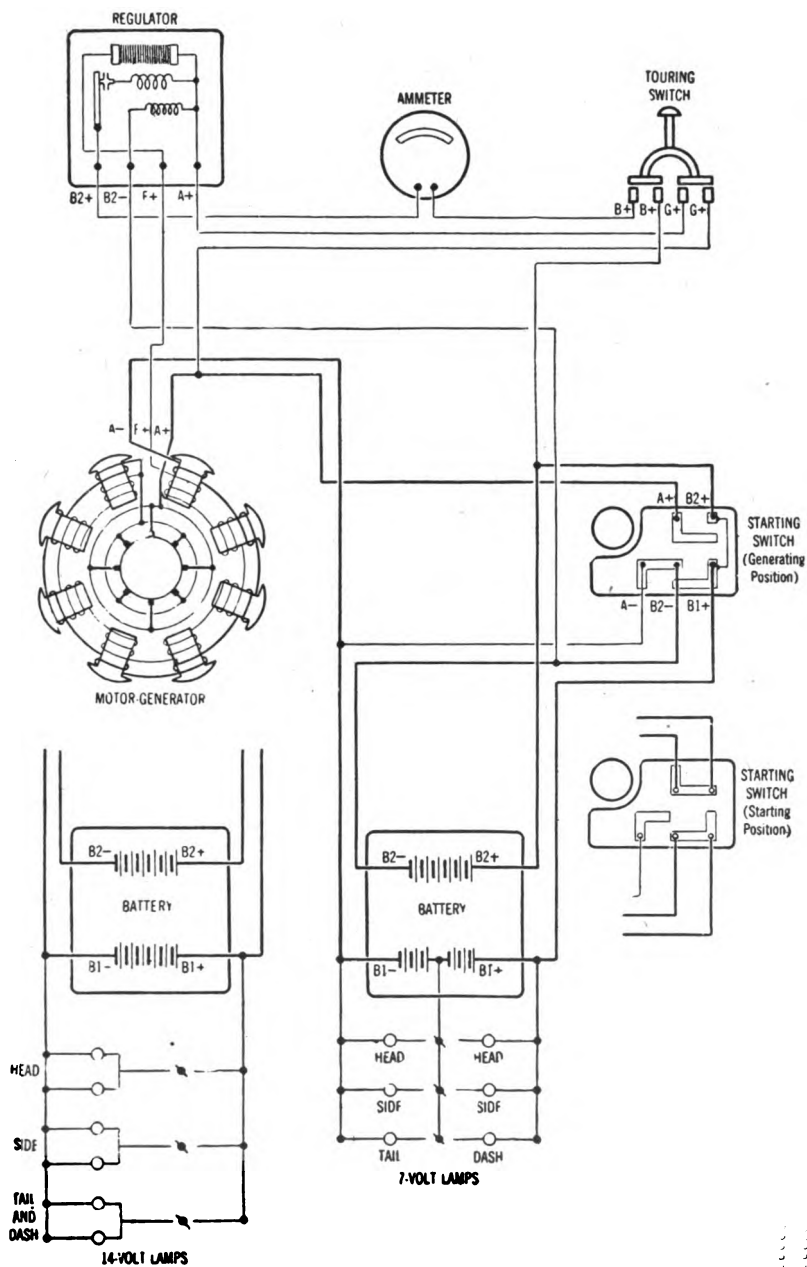 REGULATOR
AMMETER
TOURING
SWITCH
B2+ B2- F+ A+
B+ B+ G+ G+
A- F+ A+
MOTOR-GENERATOR
A+ B2+
A- B2- B1+
STARTING
SWITCH
(Generating
Position)
STARTING
SWITCH
(Starting
Position)
B2- B2+
BATTERY
B1- B1+
B2- B2+
BATTERY
B1- B1+
HEAD
SIDE
TAIL
AND
DASH
14-VOLT LAMPS
HEAD HEAD
SIDE SIDE
TAIL DASH
7-VOLT LAMPS